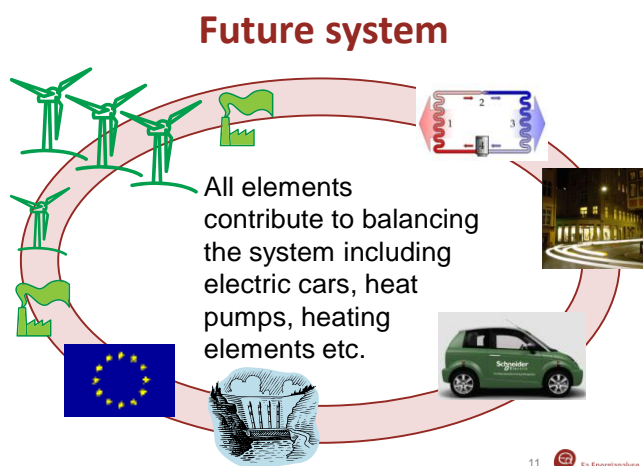 Future system
2
1
3
4
All elements
contribute to balancing
the system including
electric cars, heat
pumps, heating
elements etc.
Schneider
Electric
11
Ea Energianalyse